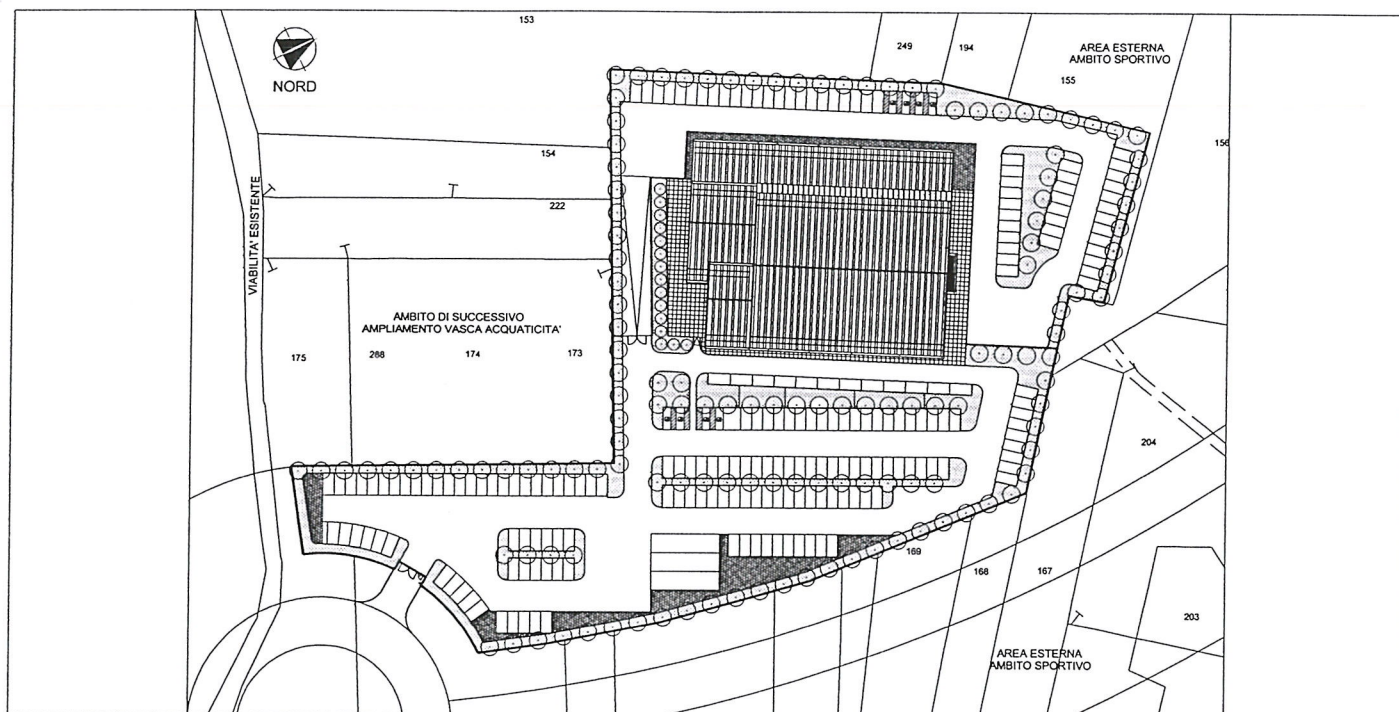 153
249
194
AREA ESTERNA
AMBITO SPORTIVO
155
NORD
156
154
222
VIABILITA' ESISTENTE
AMBITO DI SUCCESSIVO
AMPLIAMENTO VASCA ACQUATICITA'
175
288
174
173
204
169
168
167
203
AREA ESTERNA
AMBITO SPORTIVO